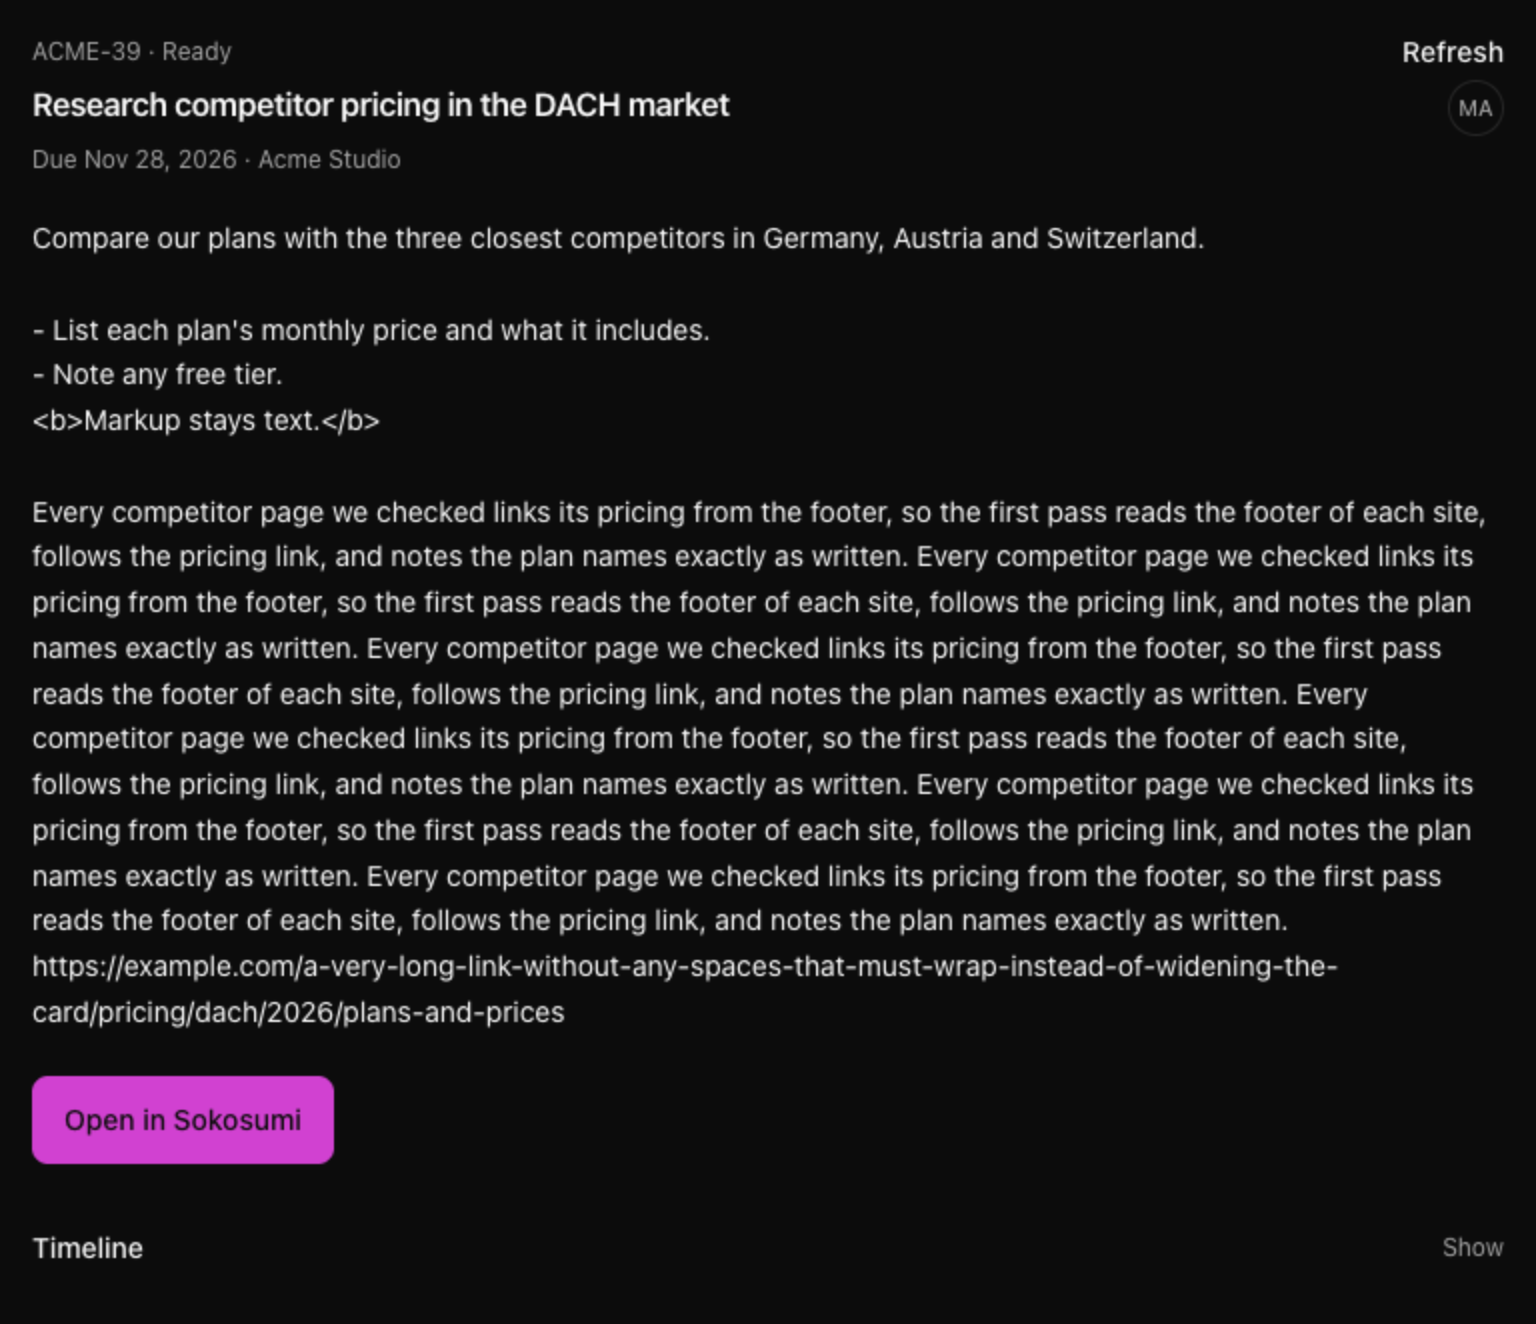 ACME-39 · Ready
Refresh
Research competitor pricing in the DACH market
MA
Due Nov 28, 2026 · Acme Studio
Compare our plans with the three closest competitors in Germany, Austria and Switzerland.
- List each plan's monthly price and what it includes.
- Note any free tier.
<b>Markup stays text.</b>
Every competitor page we checked links its pricing from the footer, so the first pass reads the footer of each site,
follows the pricing link, and notes the plan names exactly as written. Every competitor page we checked links its
pricing from the footer, so the first pass reads the footer of each site, follows the pricing link, and notes the plan
names exactly as written. Every competitor page we checked links its pricing from the footer, so the first pass
reads the footer of each site, follows the pricing link, and notes the plan names exactly as written. Every
competitor page we checked links its pricing from the footer, so the first pass reads the footer of each site,
follows the pricing link, and notes the plan names exactly as written. Every competitor page we checked links its
pricing from the footer, so the first pass reads the footer of each site, follows the pricing link, and notes the plan
names exactly as written. Every competitor page we checked links its pricing from the footer, so the first pass
reads the footer of each site, follows the pricing link, and notes the plan names exactly as written.
https://example.com/a-very-long-link-without-any-spaces-that-must-wrap-instead-of-widening-the-
card/pricing/dach/2026/plans-and-prices
Open in Sokosumi
Timeline
Show